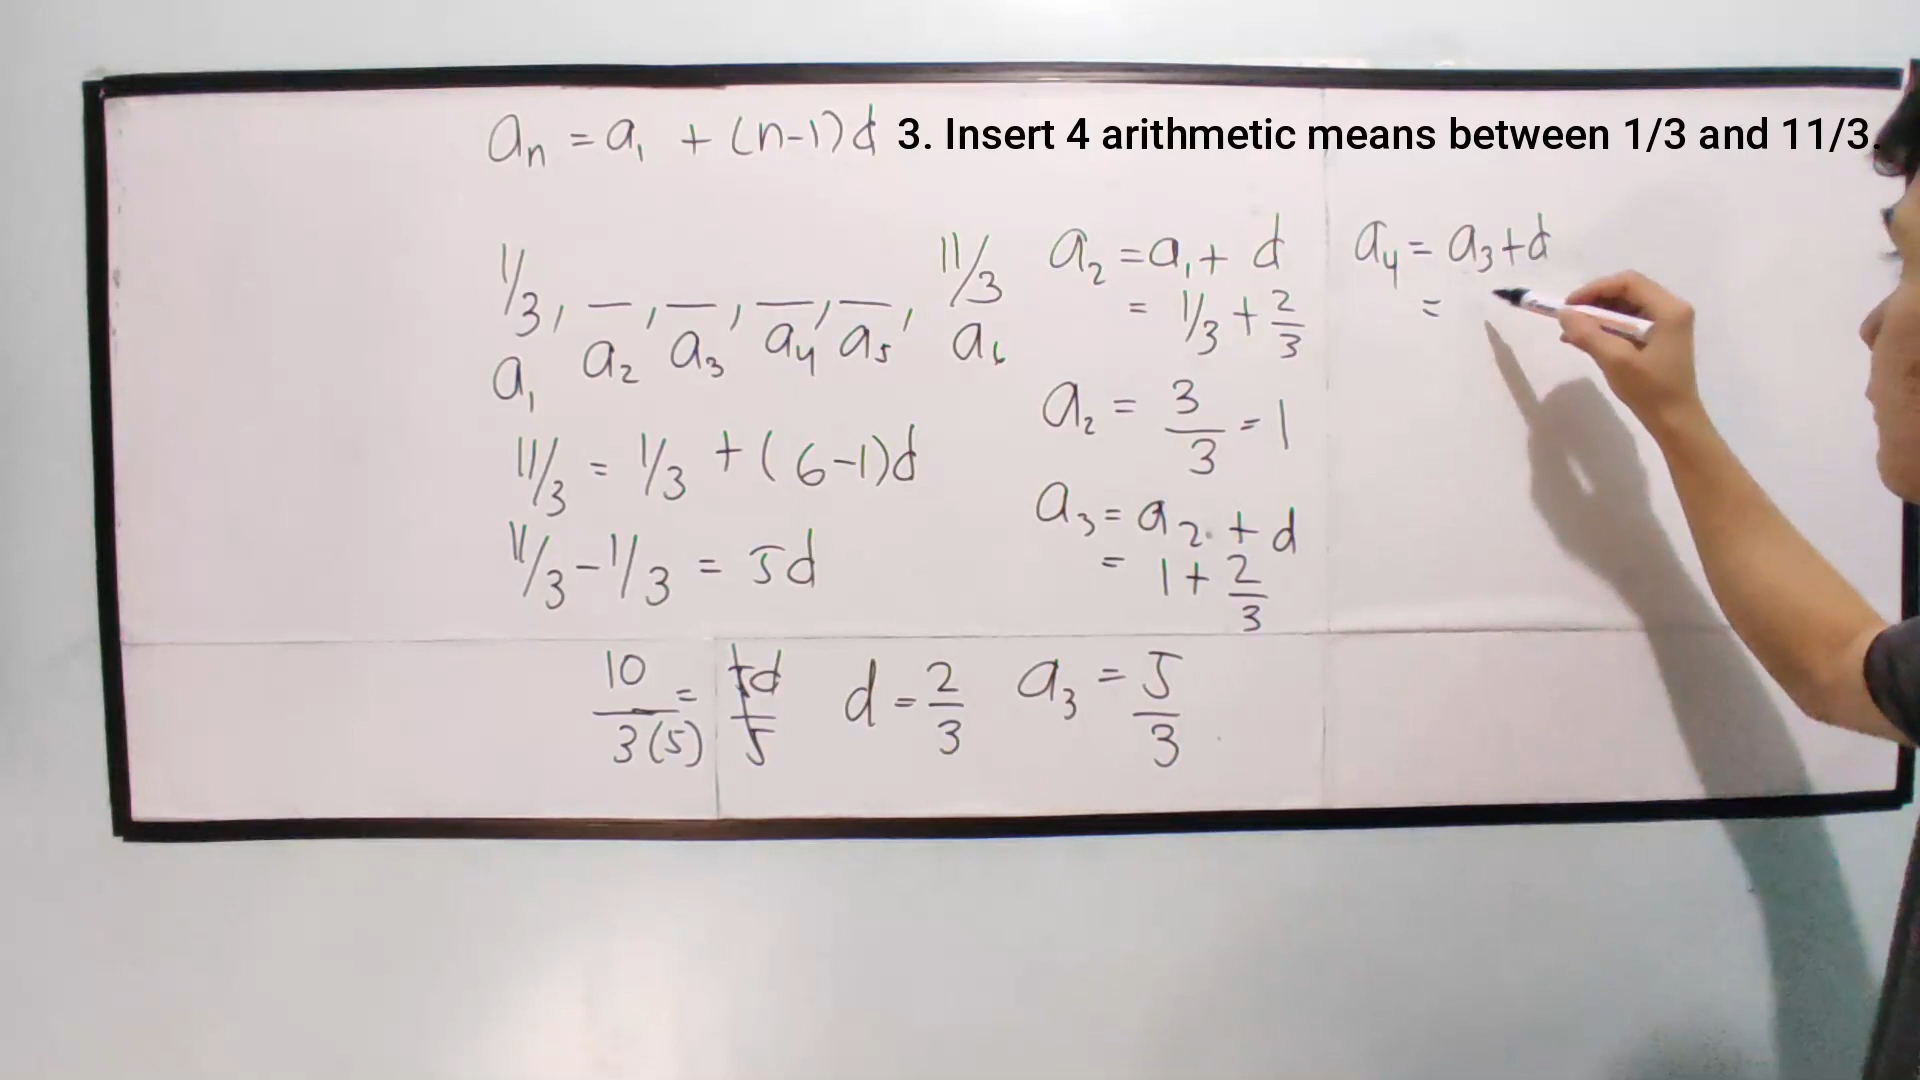 aₙ = a₁ + (n-1)d
3. Insert 4 arithmetic means between 1/3 and 11/3.
1/3, __, __, __, __, 11/3
a₁ a₂ a₃ a₄ a₅ a₆
11/3 = 1/3 + (6-1)d
11/3 - 1/3 = 5d
10/3(5) = 5d/5
d = 2/3
a₂ = a₁ + d
= 1/3 + 2/3
a₂ = 3/3 = 1
a₃ = a₂ + d
= 1 + 2/3
a₃ = 5/3
a₄ = a₃ + d
=